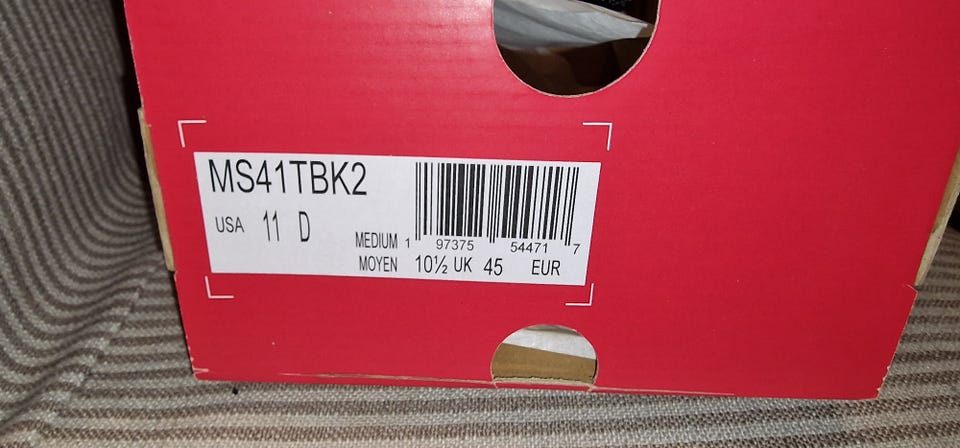 MS41TBK2
USA 11 D
MEDIUM 1 97375 54471 7
MOYEN 10½ UK 45 EUR